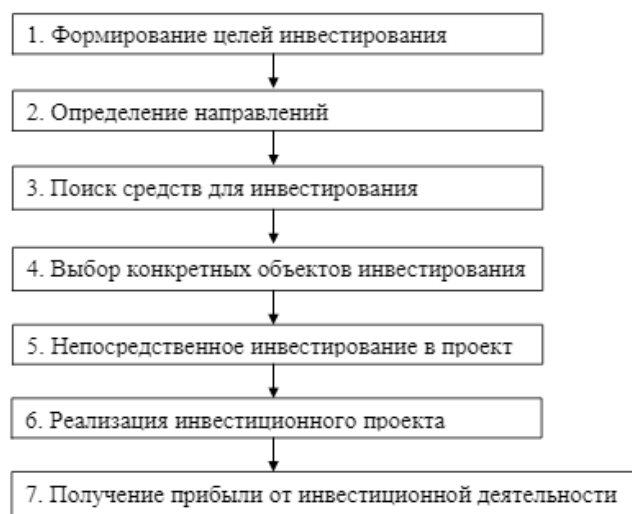 1. Формирование целей инвестирования
2. Определение направлений
3. Поиск средств для инвестирования
4. Выбор конкретных объектов инвестирования
5. Непосредственное инвестирование в проект
6. Реализация инвестиционного проекта
7. Получение прибыли от инвестиционной деятельности